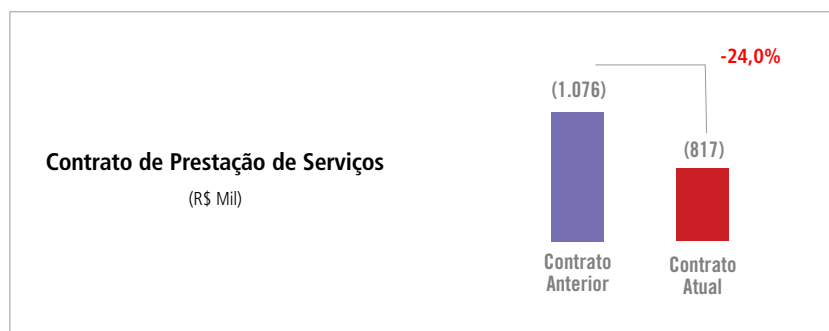 -24,0%
(1.076)
(817)
Contrato de Prestação de Serviços
(R$ Mil)
Contrato
Anterior
Contrato
Atual